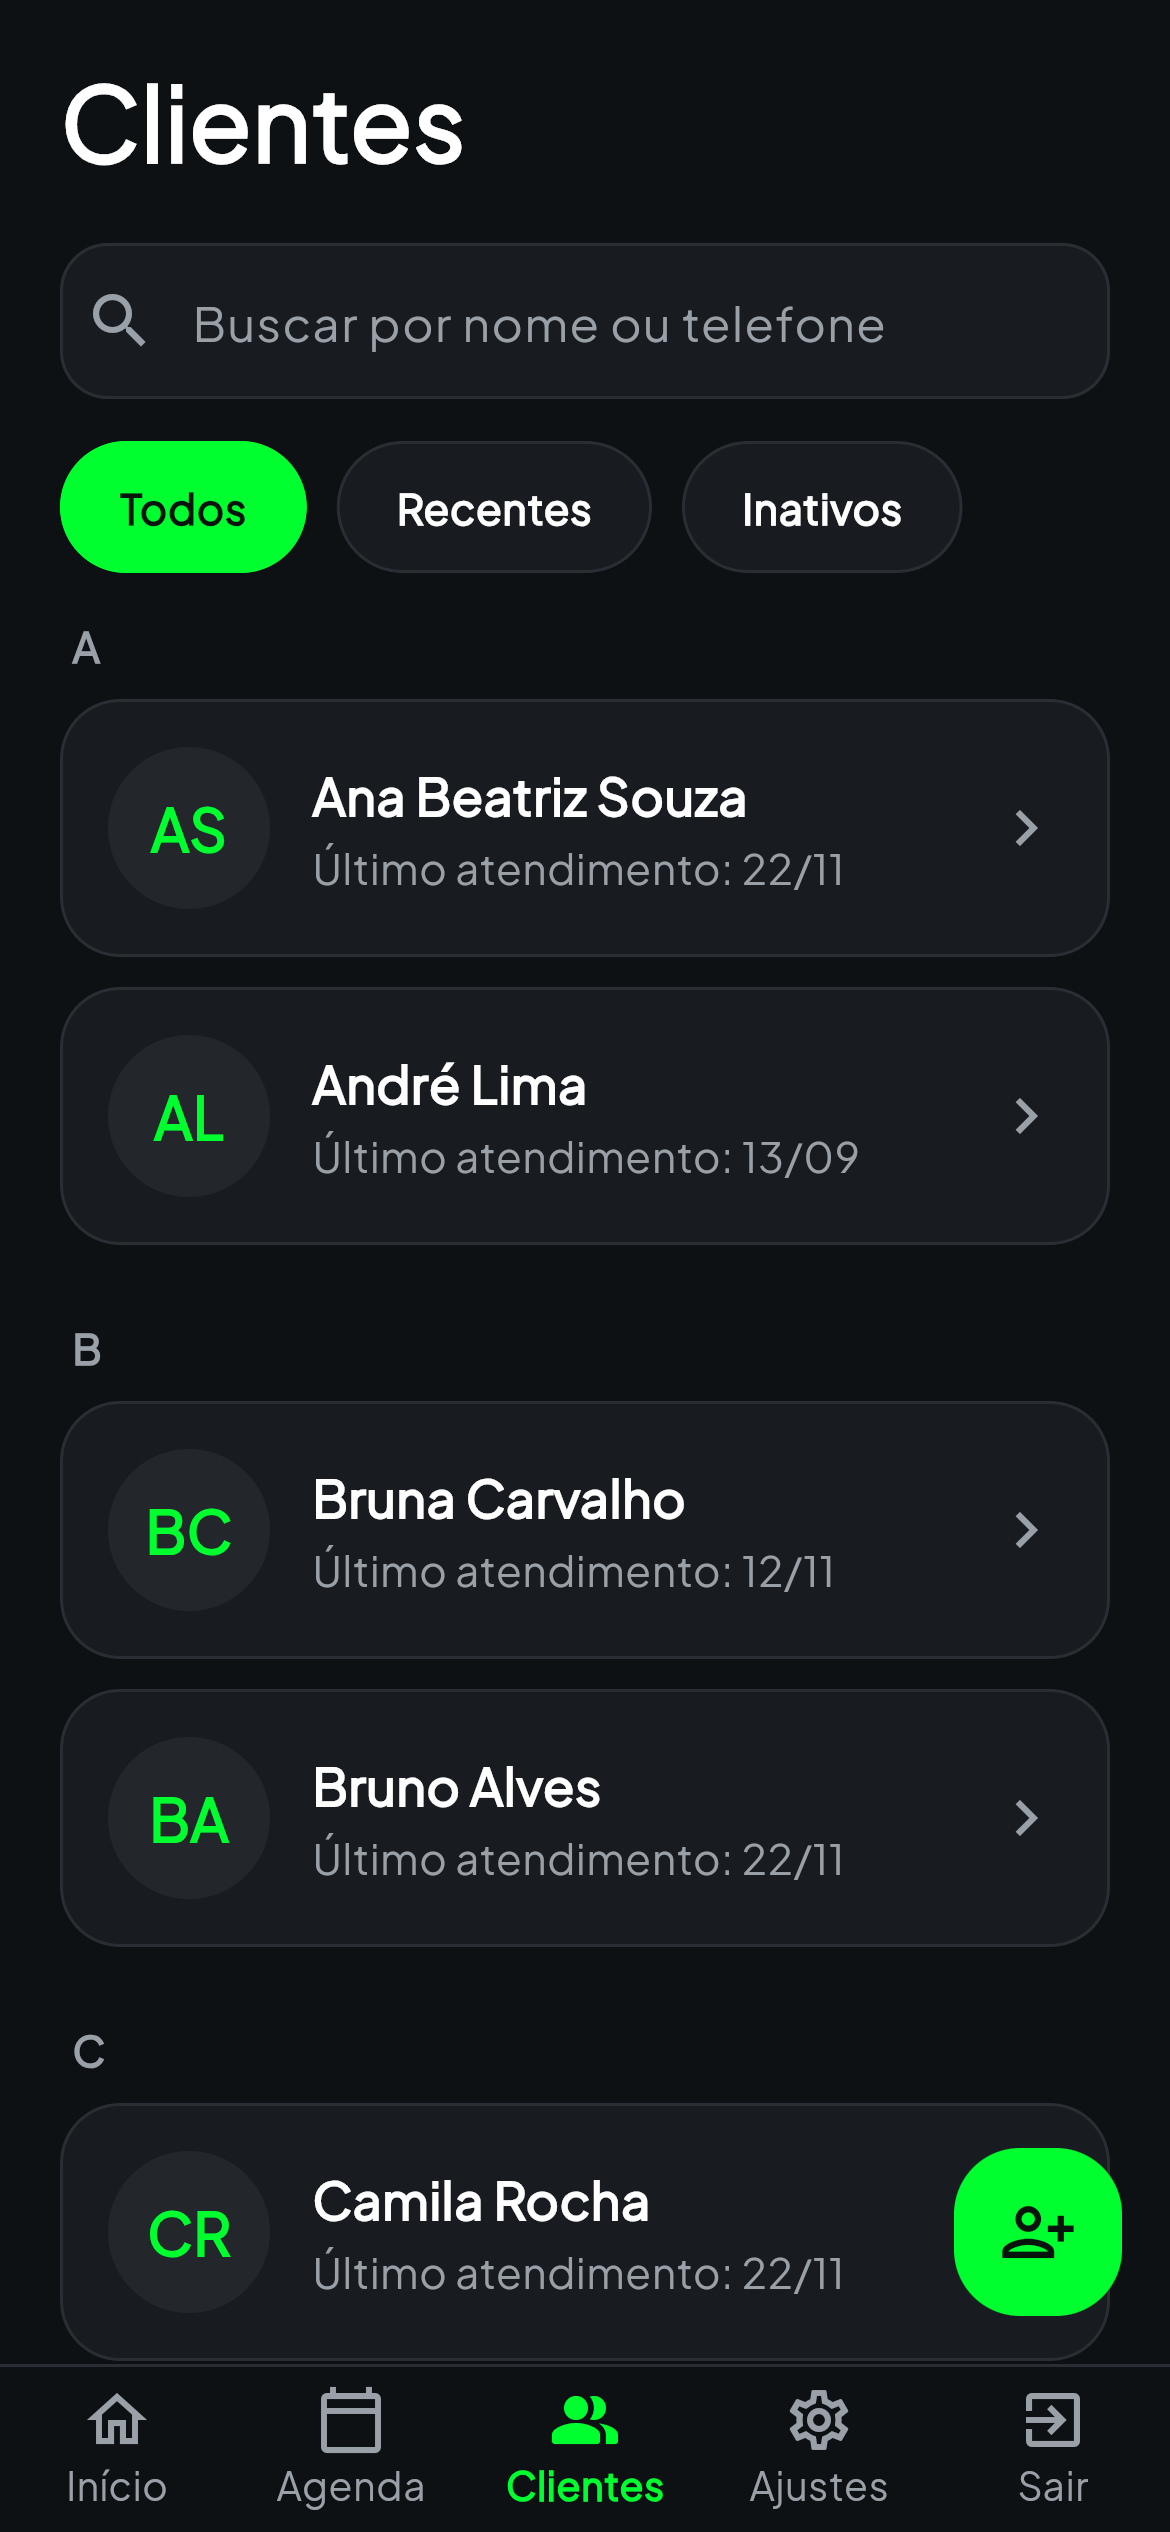 Clientes
Buscar por nome ou telefone
Todos
Recentes
Inativos
A
AS
Ana Beatriz Souza
Último atendimento: 22/11
AL
André Lima
Último atendimento: 13/09
B
BC
Bruna Carvalho
Último atendimento: 12/11
BA
Bruno Alves
Último atendimento: 22/11
C
CR
Camila Rocha
Último atendimento: 22/11
Início
Agenda
Clientes
Ajustes
Sair